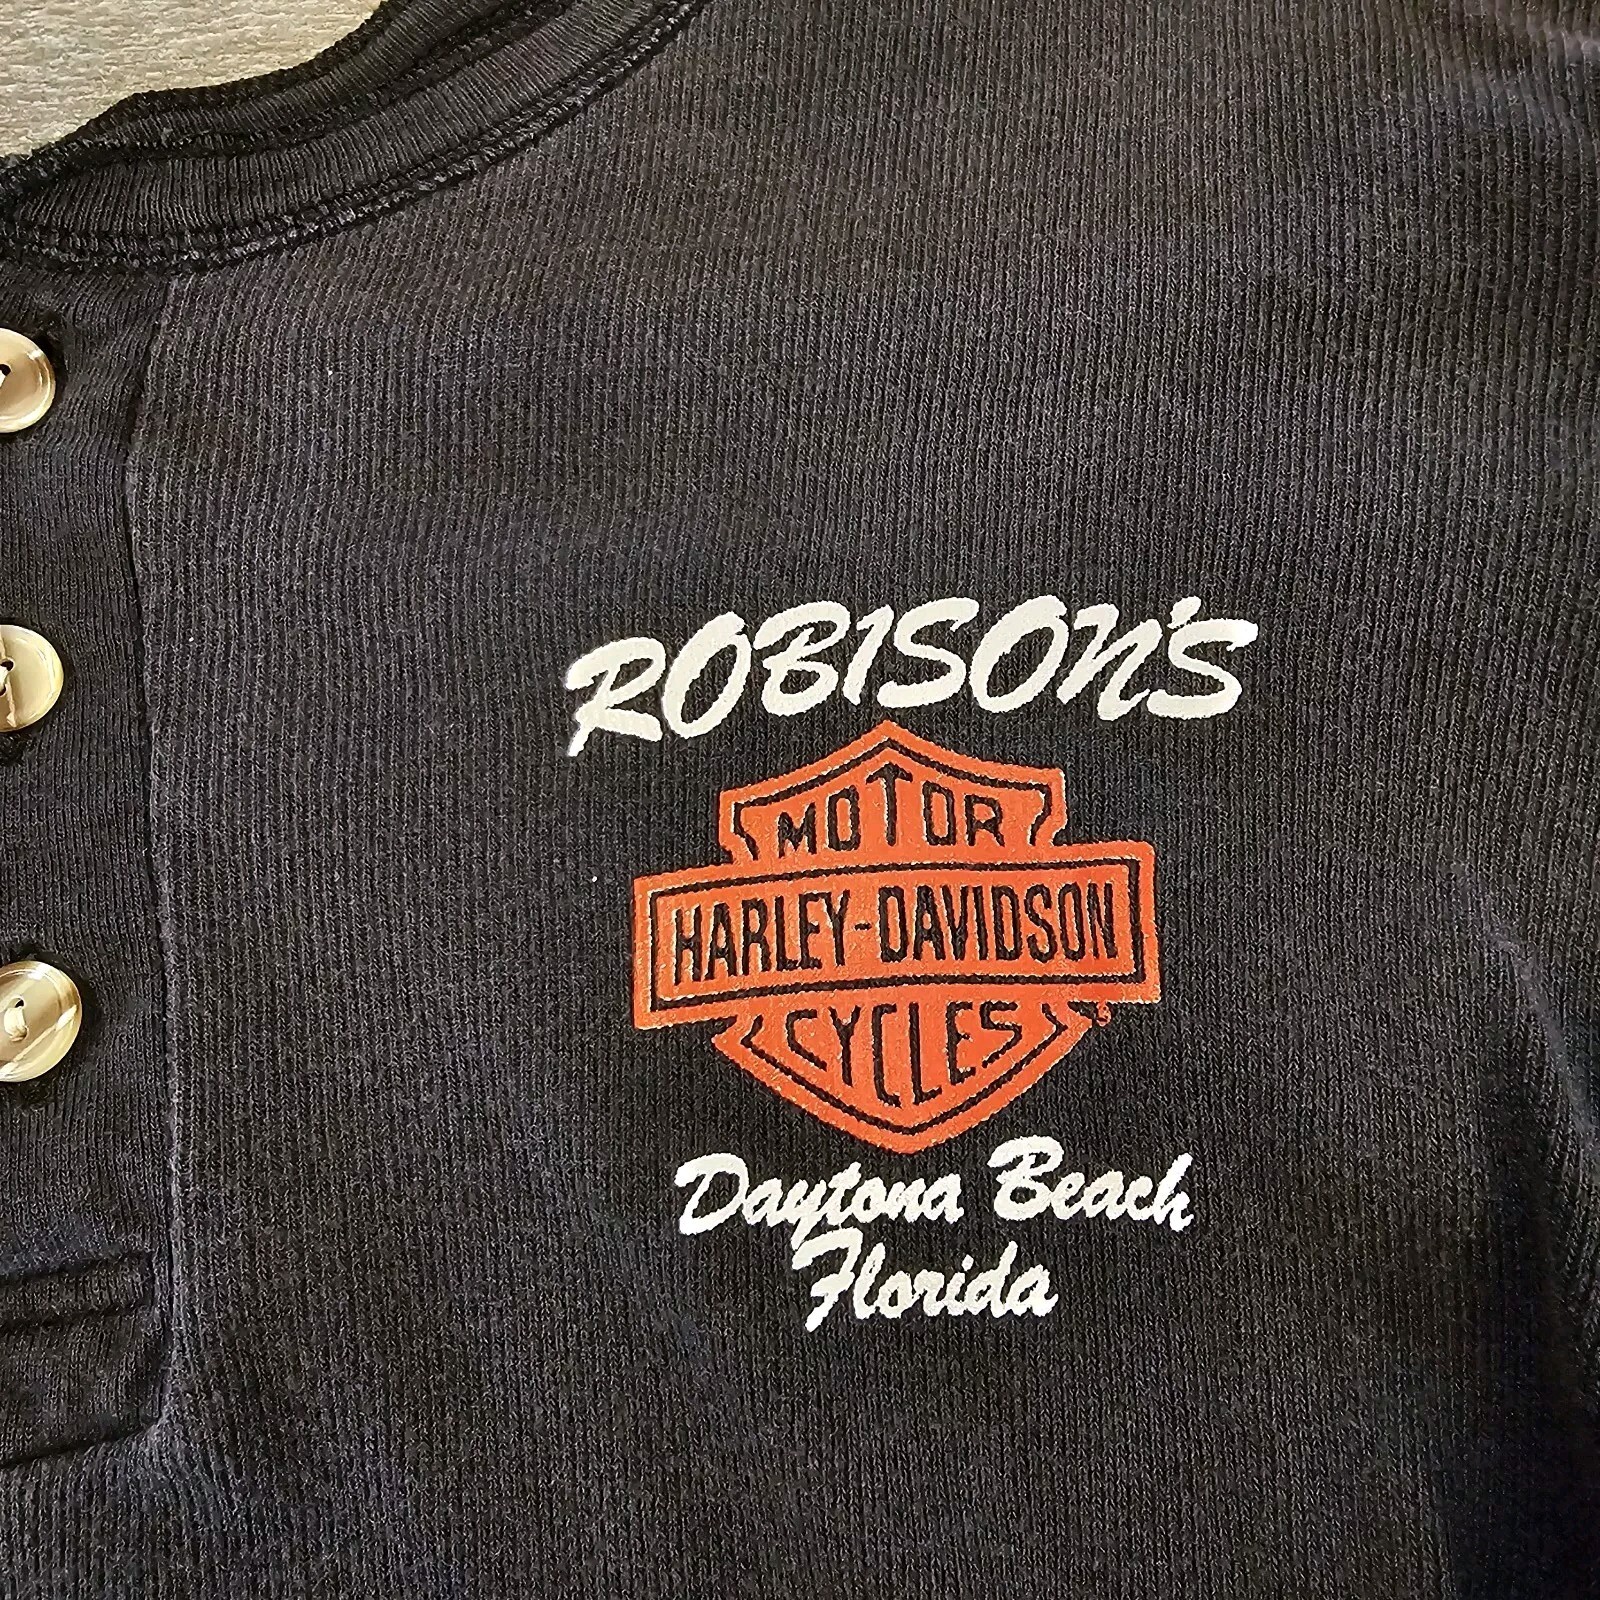 ROBISON'S
MOTOR
HARLEY-DAVIDSON
CYCLES
Daytona Beach
Florida